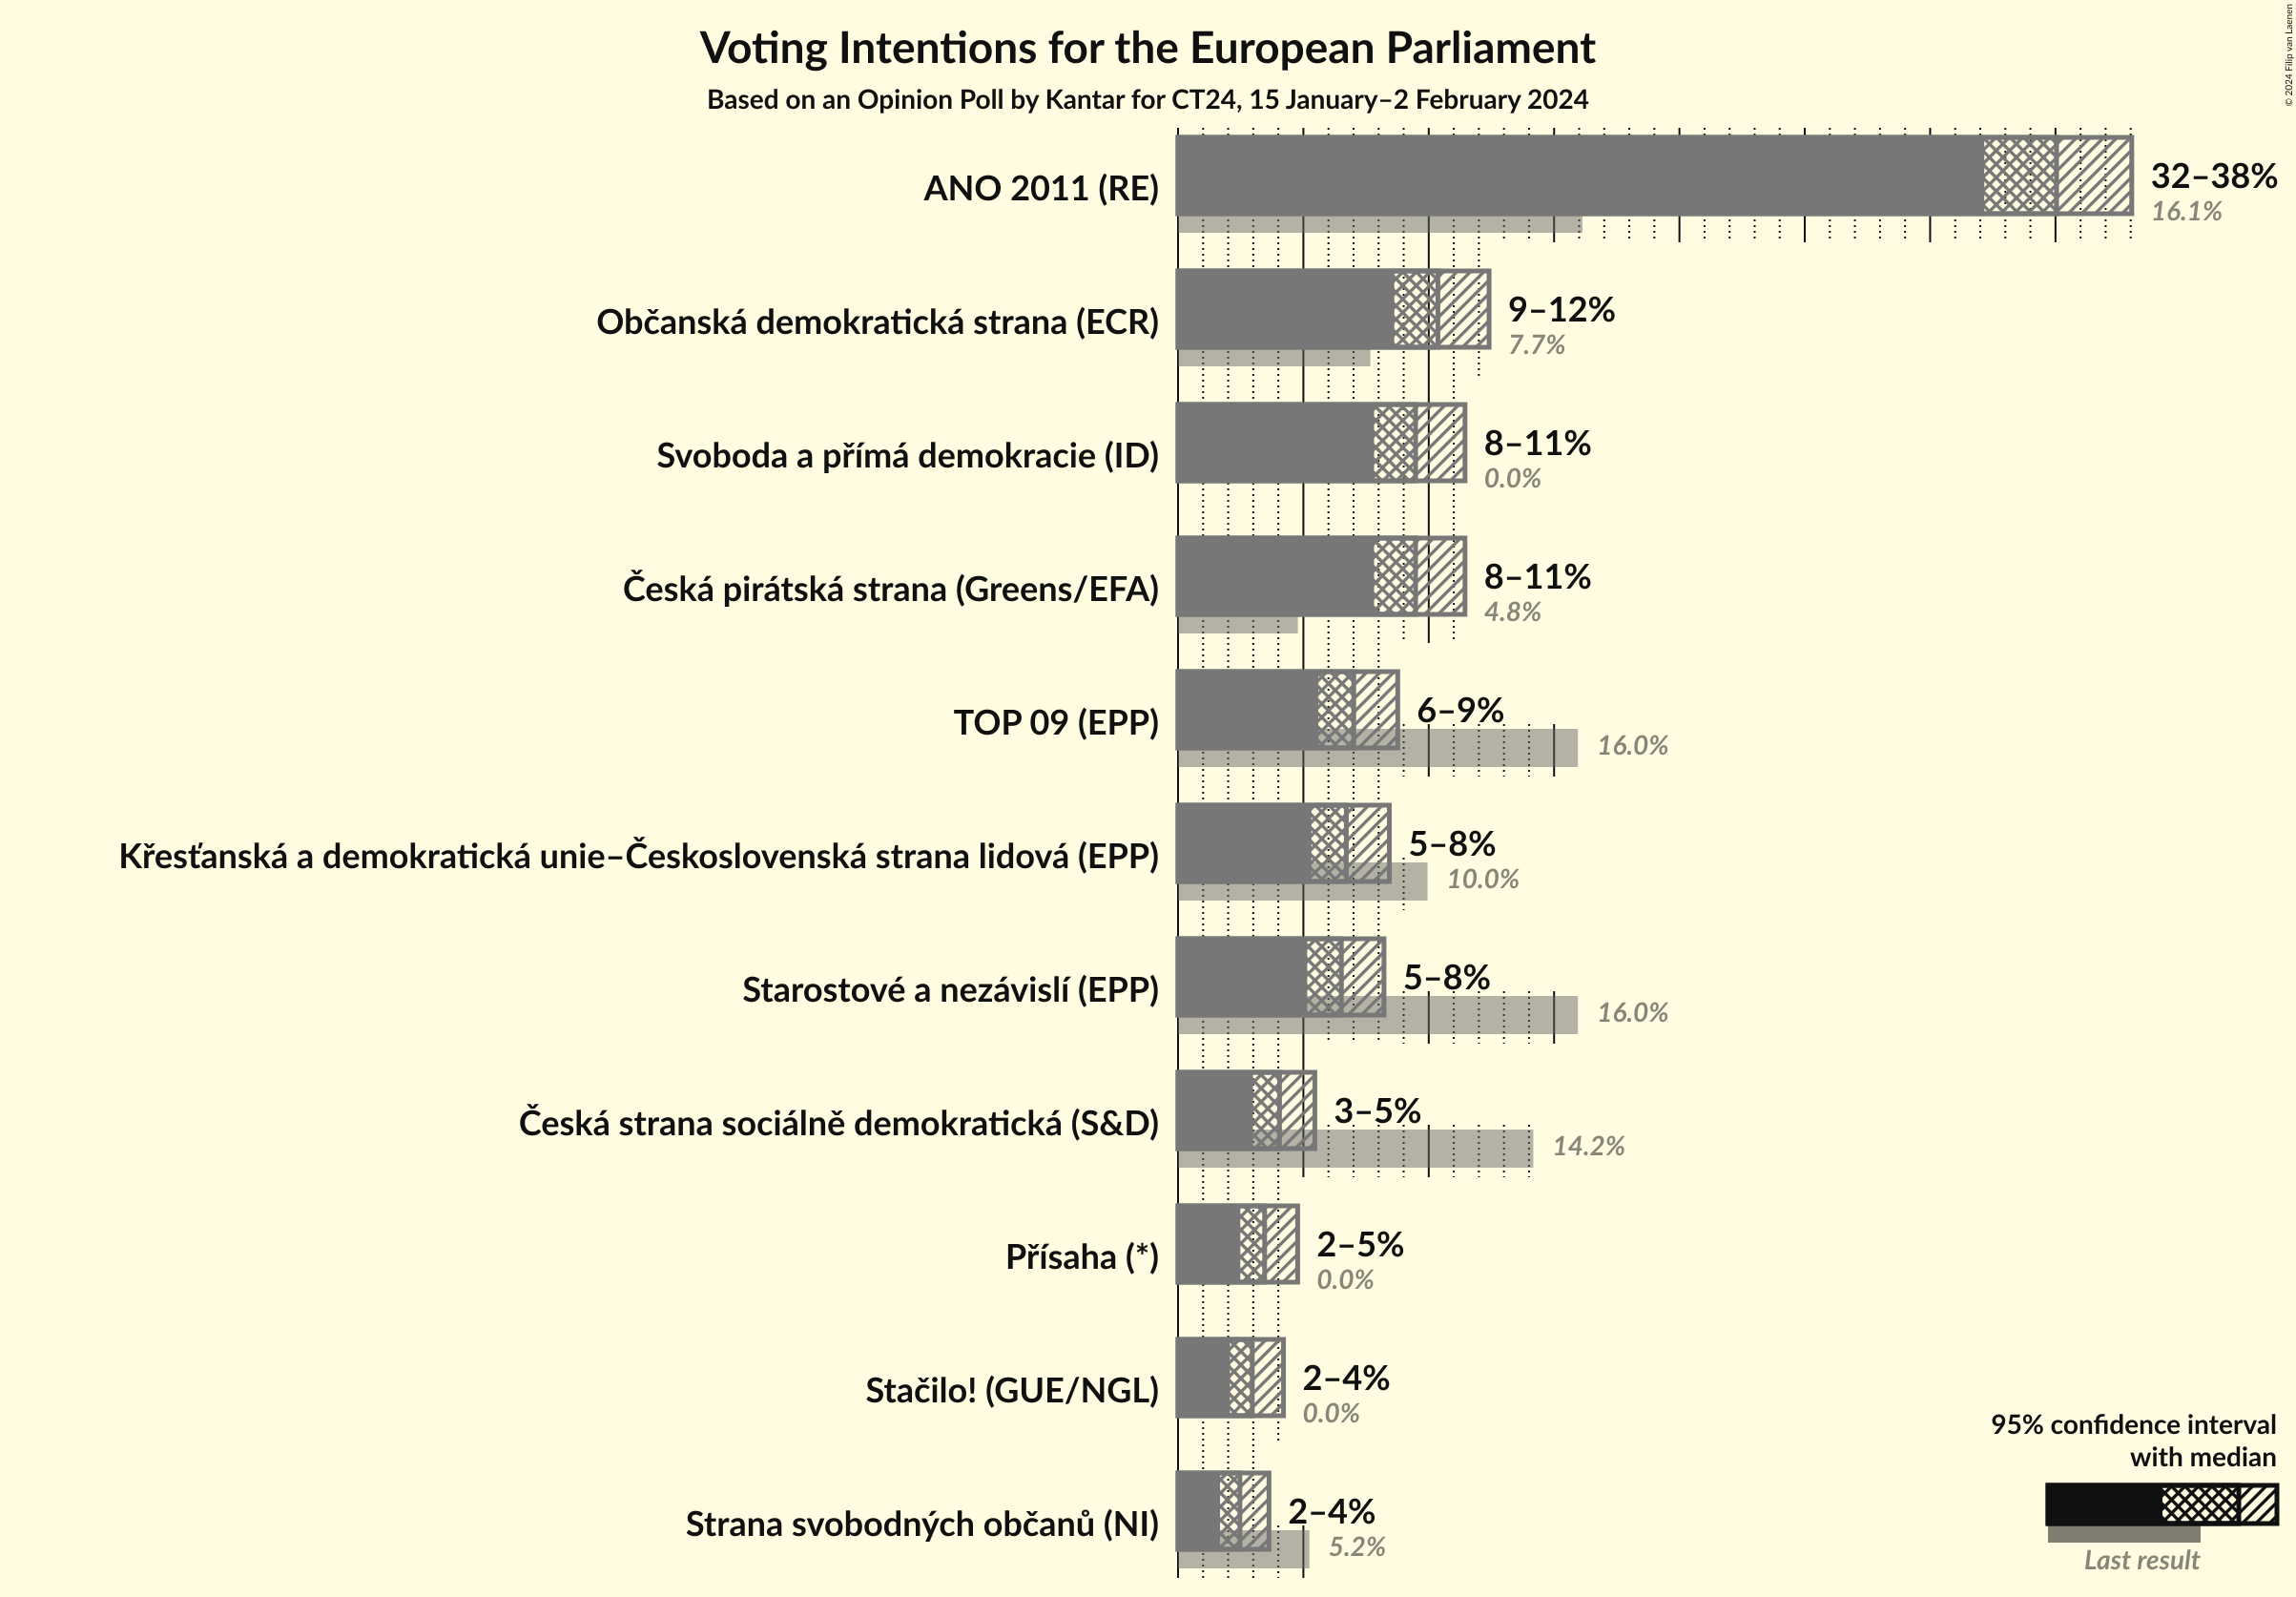 Voting Intentions for the European Parliament
Based on an Opinion Poll by Kantar for CT24, 15 January–2 February 2024
© 2024 Filip van Laenen
ANO 2011 (RE)
32–38%
16.1%
Občanská demokratická strana (ECR)
9–12%
7.7%
Svoboda a přímá demokracie (ID)
8–11%
0.0%
Česká pirátská strana (Greens/EFA)
8–11%
4.8%
TOP 09 (EPP)
6–9%
16.0%
Křesťanská a demokratická unie–Československá strana lidová (EPP)
5–8%
10.0%
Starostové a nezávislí (EPP)
5–8%
16.0%
Česká strana sociálně demokratická (S&D)
3–5%
14.2%
Přísaha (*)
2–5%
0.0%
Stačilo! (GUE/NGL)
2–4%
0.0%
Strana svobodných občanů (NI)
2–4%
5.2%
95% confidence interval
with median
Last result